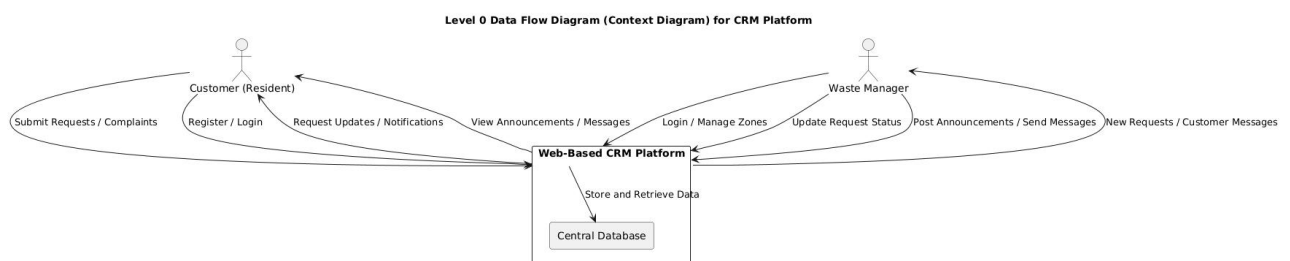 Level 0 Data Flow Diagram (Context Diagram) for CRM Platform
Customer (Resident)
Waste Manager
Submit Requests / Complaints
Register / Login
Request Updates / Notifications
View Announcements / Messages
Login / Manage Zones
Update Request Status
Post Announcements / Send Messages
New Requests / Customer Messages
Web-Based CRM Platform
Store and Retrieve Data
Central Database